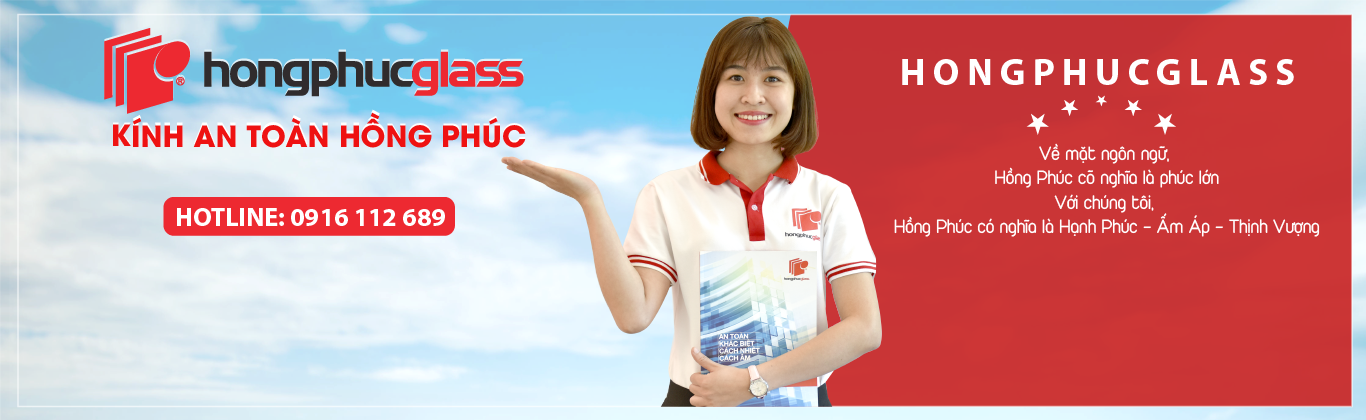 hongphucglass
KÍNH AN TOÀN HỒNG PHÚC
HOTLINE: 0916 112 689
HONGPHUCGLASS
Về mặt ngôn ngữ,
Hồng Phúc cõ nghĩa là phúc lớn
Với chúng tôi,
Hồng Phúc có nghĩa là Hạnh Phúc - Ấm Áp - Thịnh Vượng
hongphucglass
hongphucglass
AN TOÀN
KHÁC BIỆT
CÁCH NHIỆT
CÁCH ÂM